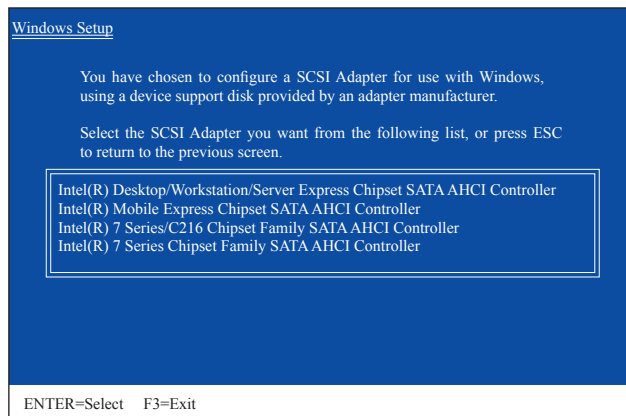 Windows Setup
You have chosen to configure a SCSI Adapter for use with Windows,
using a device support disk provided by an adapter manufacturer.
Select the SCSI Adapter you want from the following list, or press ESC
to return to the previous screen.
Intel(R) Desktop/Workstation/Server Express Chipset SATA AHCI Controller
Intel(R) Mobile Express Chipset SATA AHCI Controller
Intel(R) 7 Series/C216 Chipset Family SATA AHCI Controller
Intel(R) 7 Series Chipset Family SATA AHCI Controller
ENTER=Select F3=Exit